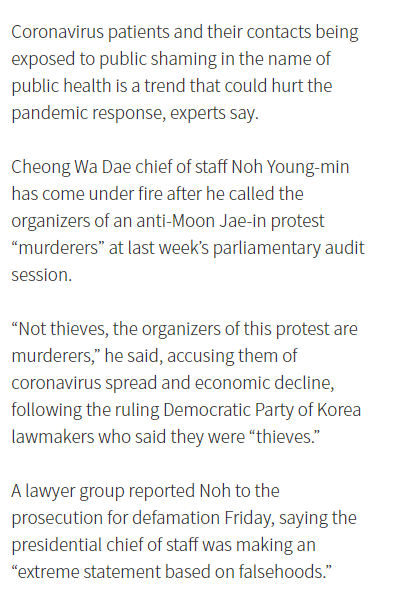 Coronavirus patients and their contacts being
exposed to public shaming in the name of
public health is a trend that could hurt the
pandemic response, experts say.
Cheong Wa Dae chief of staff Noh Young-min
has come under fire after he called the
organizers of an anti-Moon Jae-in protest
“murderers” at last week’s parliamentary audit
session.
“Not thieves, the organizers of this protest are
murderers,” he said, accusing them of
coronavirus spread and economic decline,
following the ruling Democratic Party of Korea
lawmakers who said they were “thieves.”
A lawyer group reported Noh to the
prosecution for defamation Friday, saying the
presidential chief of staff was making an
“extreme statement based on falsehoods.”